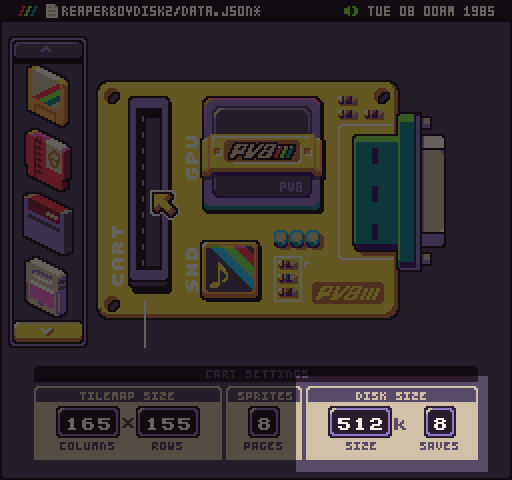 REAPERBOYDISK2/DATA.JSON* TUE 08 00AM 1985
GPU
PV8
PV8
CART
SND
PV8
CART SETTINGS
TILEMAP SIZE SPRITES DISK SIZE
165 x 155 8 512 k 8
COLUMNS ROWS PAGES SIZE SAVES